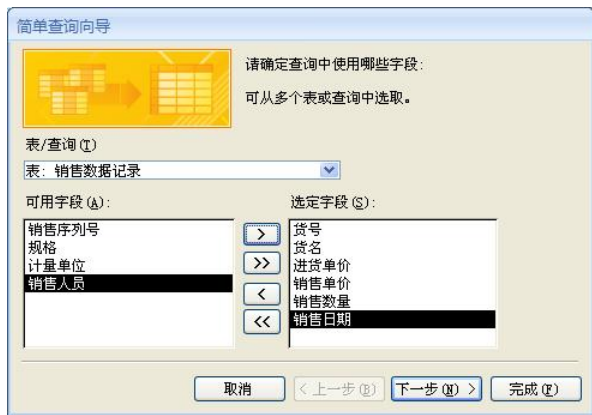 简单查询向导
请确定查询中使用哪些字段:
可从多个表或查询中选取。
表/查询(T)
表: 销售数据记录
可用字段(A):
销售序列号
规格
计量单位
销售人员
>
>>
<
<<
选定字段(S):
货号
货名
进货单价
销售单价
销售数量
销售日期
取消
< 上一步(B)
下一步(N) >
完成(F)